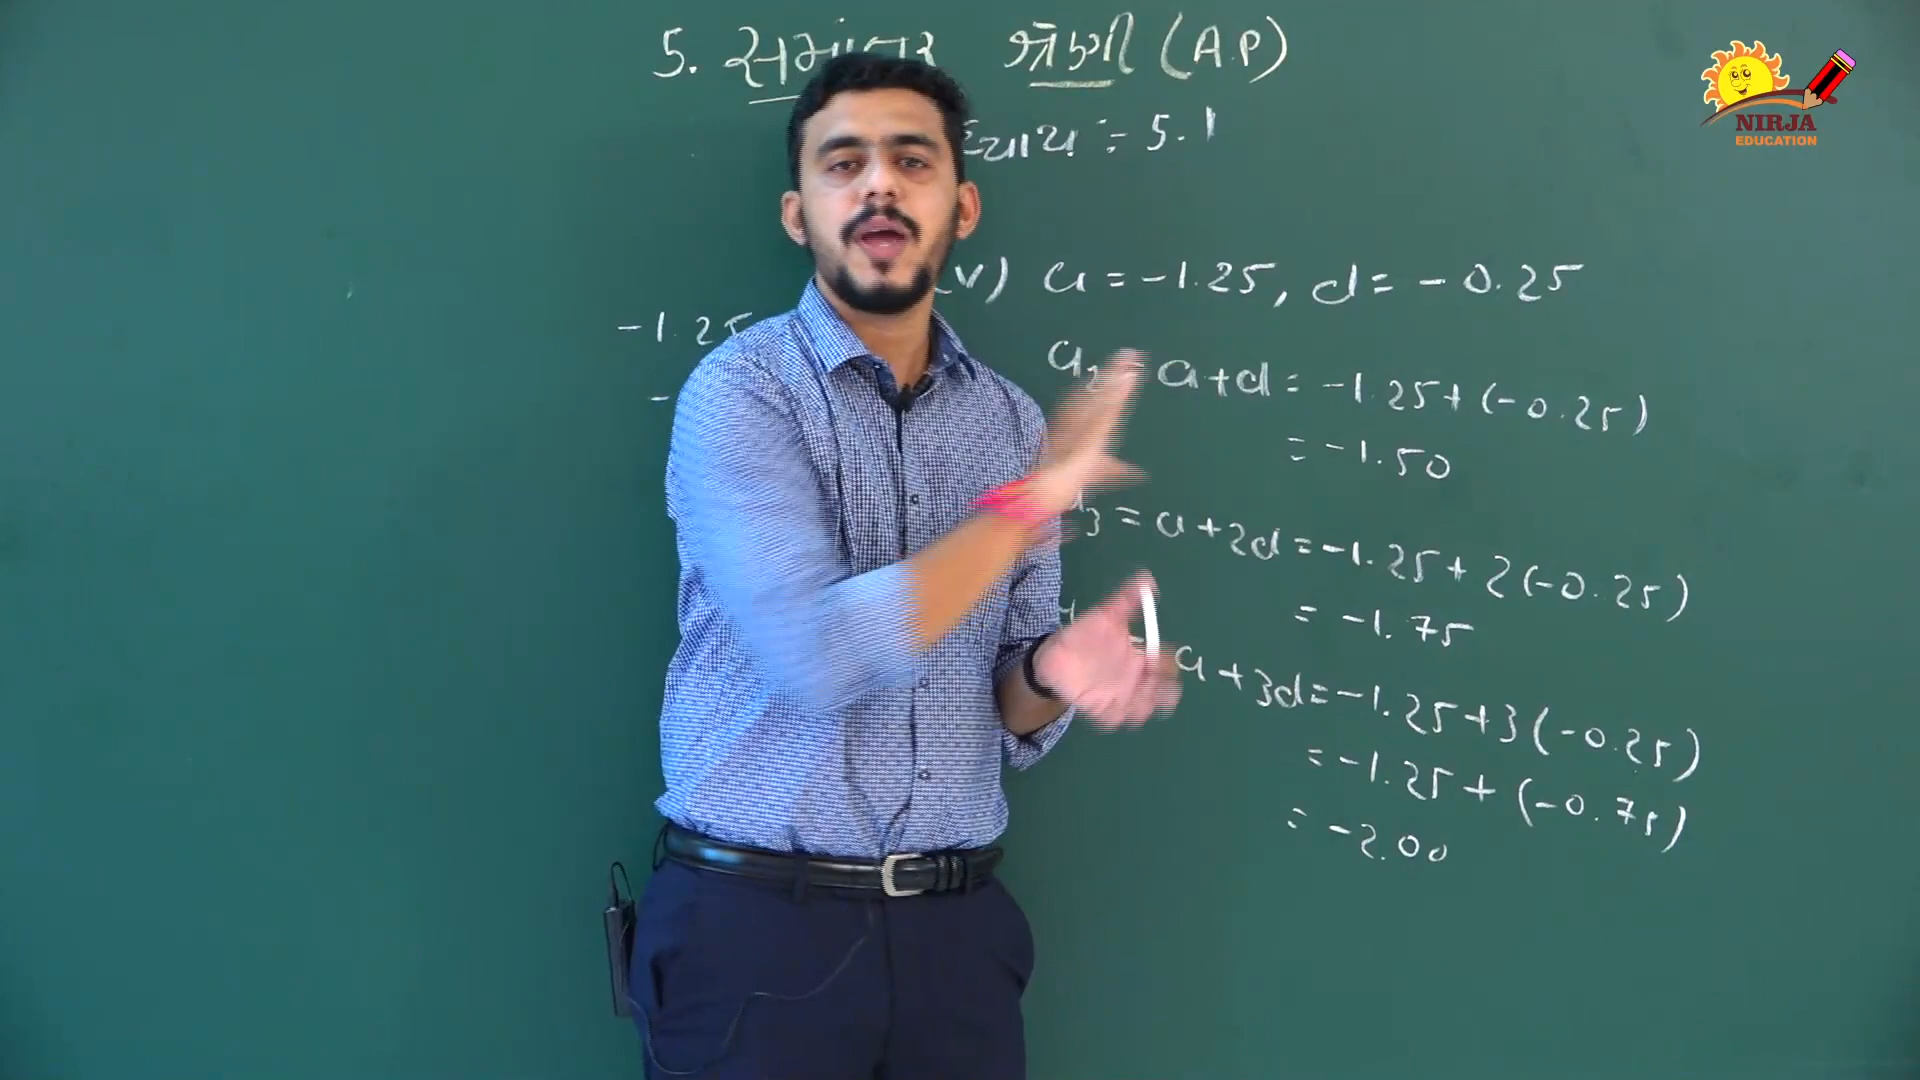 5. સમાંતર શ્રેણી (A.P)
5.1
NIRJA
EDUCATION
(v) a = -1.25, d = -0.25
-1.25
a2 = a+d = -1.25+(-0.25)
= -1.50
3 = a+2d = -1.25+2(-0.25)
= -1.75
a+3d = -1.25+3(-0.25)
= -1.25+(-0.75)
= -2.00